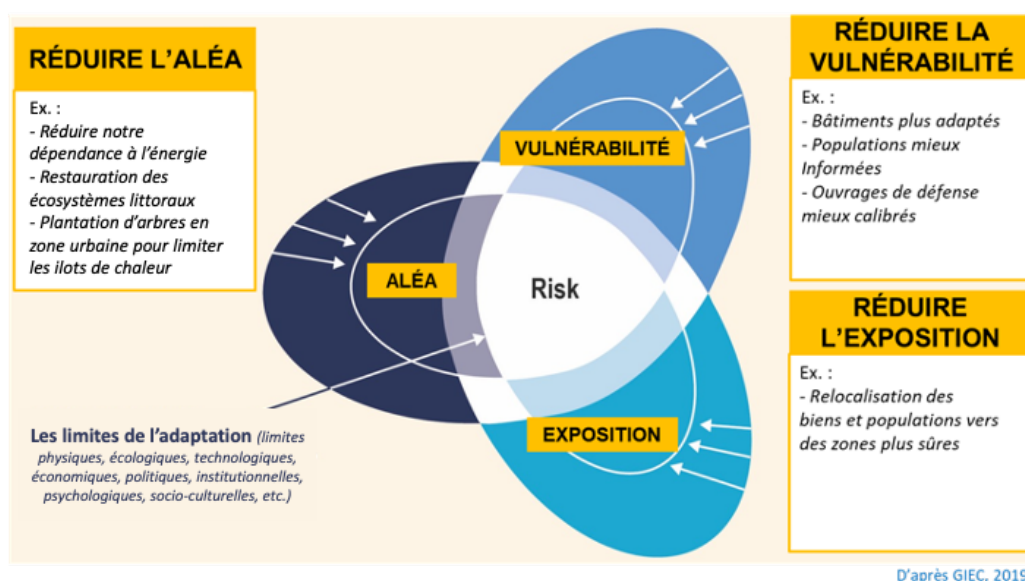 RÉDUIRE L'ALÉA
Ex. :
- Réduire notre
dépendance à l'énergie
- Restauration des
écosystèmes littoraux
- Plantation d'arbres en
zone urbaine pour limiter
les ilots de chaleur
RÉDUIRE LA
VULNÉRABILITÉ
Ex. :
- Bâtiments plus adaptés
- Populations mieux
Informées
- Ouvrages de défense
mieux calibrés
VULNÉRABILITÉ
ALÉA
Risk
EXPOSITION
RÉDUIRE
L'EXPOSITION
Ex. :
- Relocalisation des
biens et populations vers
des zones plus sûres
Les limites de l'adaptation (limites
physiques, écologiques, technologiques,
économiques, politiques, institutionnelles,
psychologiques, socio-culturelles, etc.)
D'après GIEC, 2019